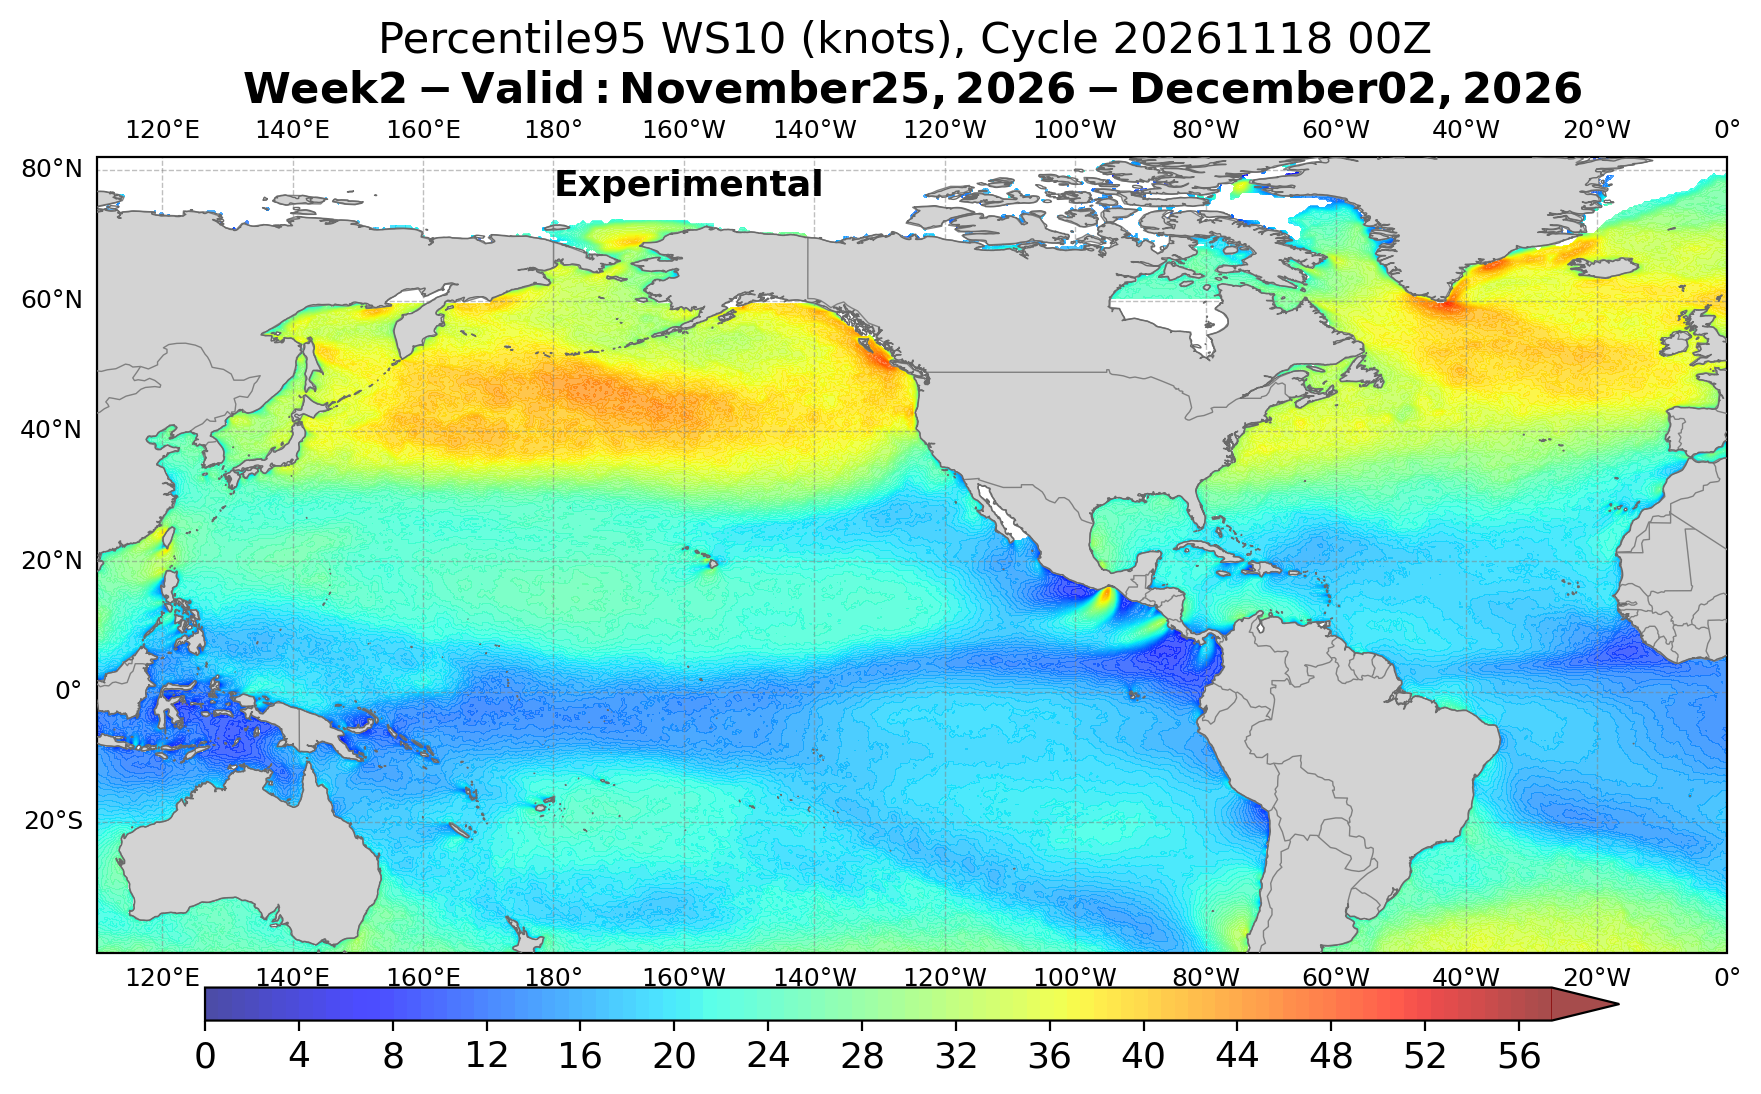 Percentile95 WS10 (knots), Cycle 20261118 00Z
Week2 − Valid : November25, 2026 − December02, 2026
120°E 140°E 160°E 180° 160°W 140°W 120°W 100°W 80°W 60°W 40°W 20°W 0°
80°N
Experimental
60°N
40°N
20°N
0°
20°S
120°E 140°E 160°E 180° 160°W 140°W 120°W 100°W 80°W 60°W 40°W 20°W 0°
0 4 8 12 16 20 24 28 32 36 40 44 48 52 56